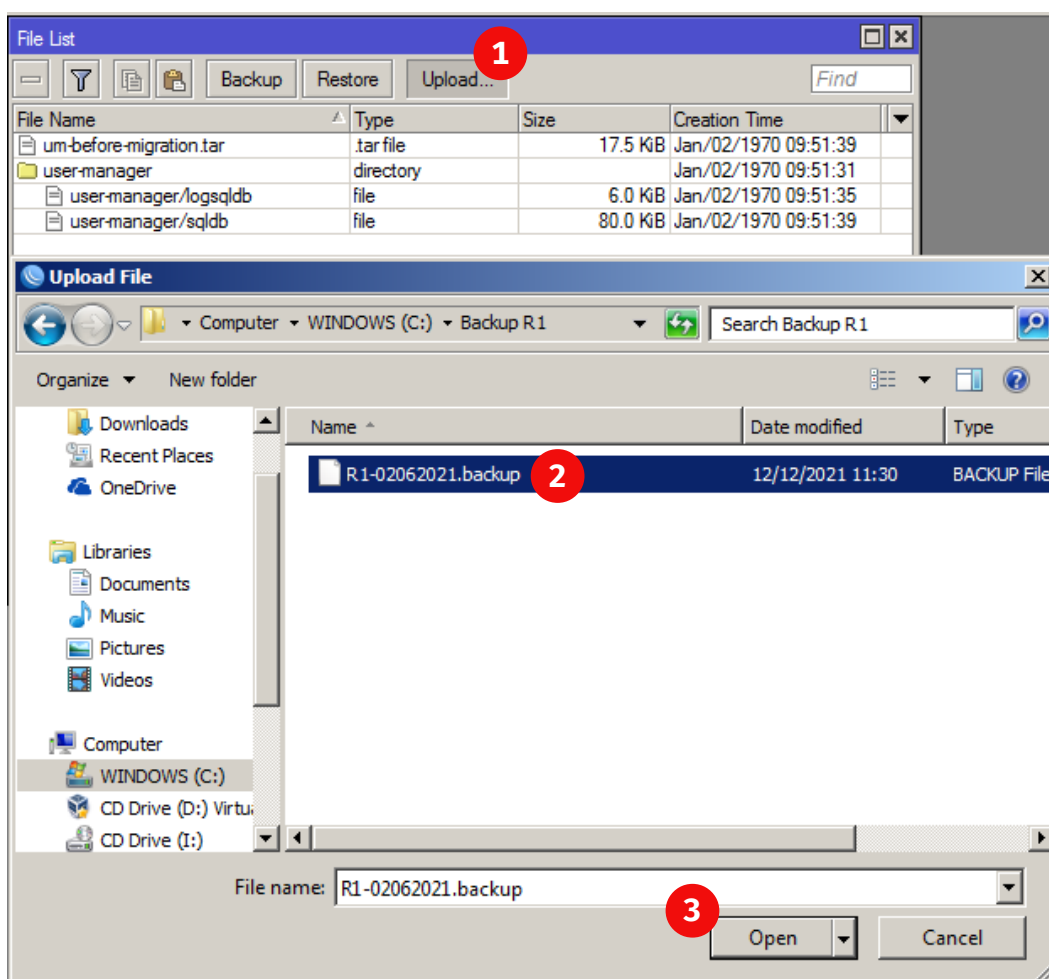 File List
1
Backup Restore Upload... Find
File Name Type Size Creation Time
um-before-migration.tar .tar file 17.5 KiB Jan/02/1970 09:51:39
user-manager directory Jan/02/1970 09:51:31
user-manager/logsqldb file 6.0 KiB Jan/02/1970 09:51:35
user-manager/sqldb file 80.0 KiB Jan/02/1970 09:51:39
Upload File
Computer WINDOWS (C:) Backup R1 Search Backup R1
Organize New folder
Downloads
Recent Places
OneDrive
Libraries
Documents
Music
Pictures
Videos
Computer
WINDOWS (C:)
CD Drive (D:) Virtua
CD Drive (I:)
Name Date modified Type
R1-02062021.backup 2 12/12/2021 11:30 BACKUP File
File name: R1-02062021.backup
3
Open Cancel